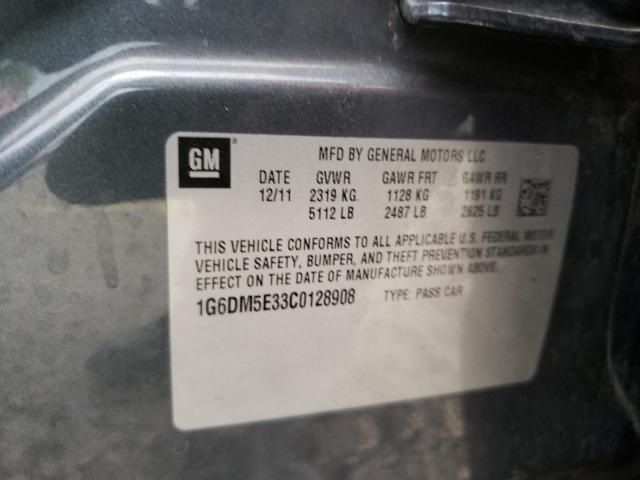 GM ®
MFD BY GENERAL MOTORS LLC
DATE GVWR GAWR FRT GAWR RR
12/11 2319 KG 1128 KG 1191 KG
5112 LB 2487 LB 2625 LB
THIS VEHICLE CONFORMS TO ALL APPLICABLE U.S. FEDERAL MOTOR
VEHICLE SAFETY, BUMPER, AND THEFT PREVENTION STANDARDS IN
EFFECT ON THE DATE OF MANUFACTURE SHOWN ABOVE.
1G6DM5E33C0128908 TYPE: PASS CAR